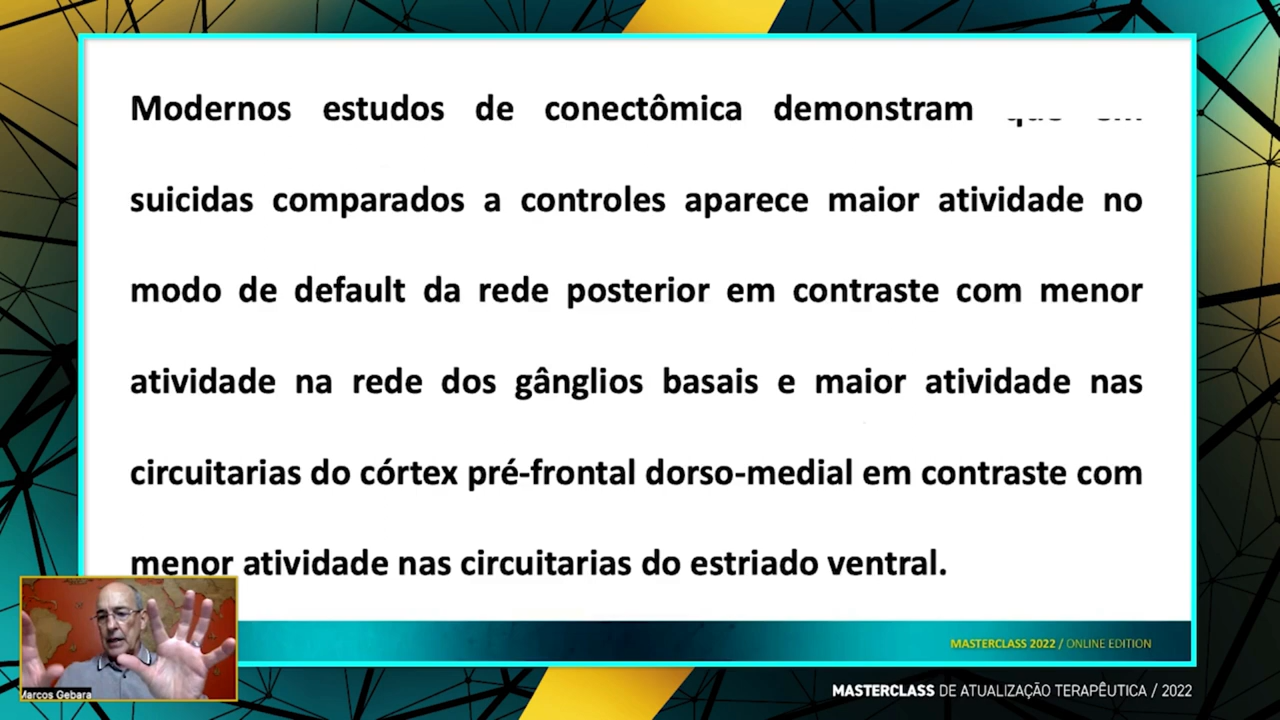 Modernos estudos de conectômica demonstram
suicidas comparados a controles aparece maior atividade no
modo de default da rede posterior em contraste com menor
atividade na rede dos gânglios basais e maior atividade nas
circuitarias do córtex pré-frontal dorso-medial em contraste com
menor atividade nas circuitarias do estriado ventral.
MASTERCLASS 2022 / ONLINE EDITION
Marcos Gebara
MASTERCLASS DE ATUALIZAÇÃO TERAPÊUTICA / 2022